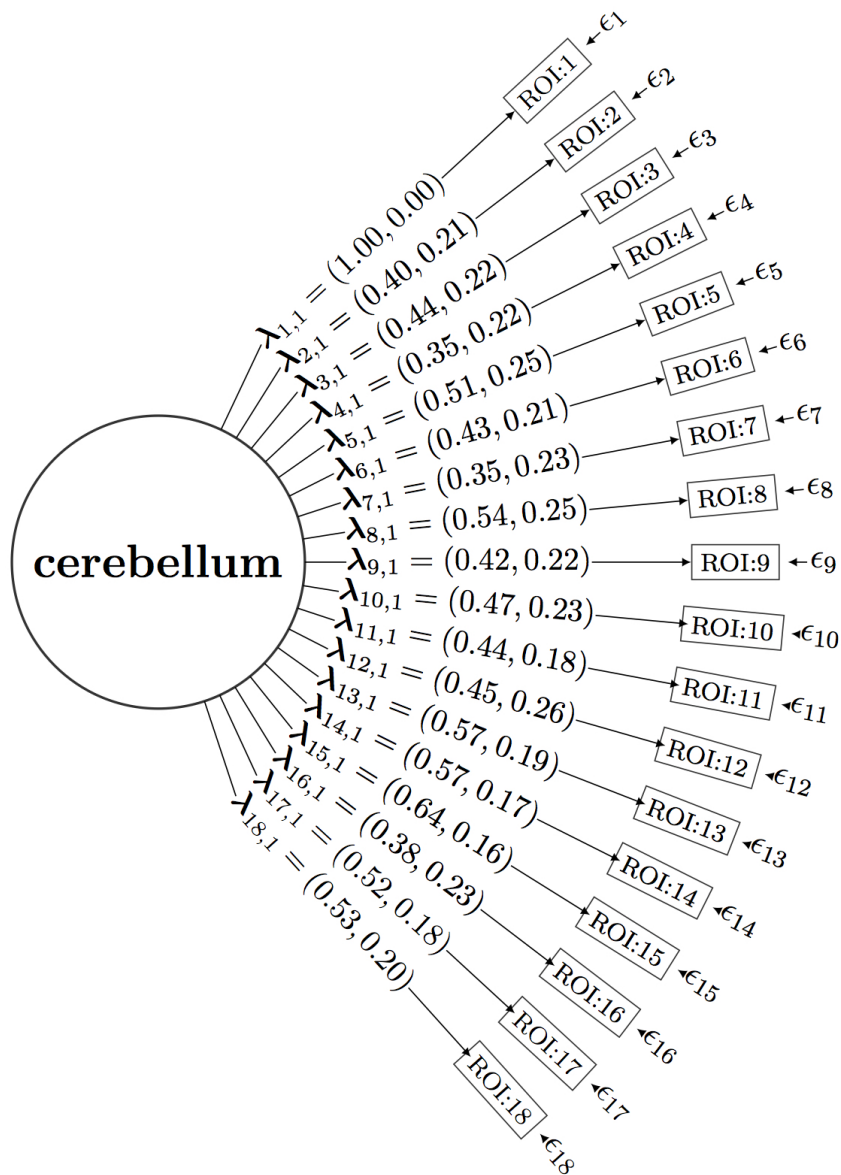 cerebellum
λ1,1 = (1.00, 0.00) ROI:1 ϵ1
λ2,1 = (0.40, 0.21) ROI:2 ϵ2
λ3,1 = (0.44, 0.22) ROI:3 ϵ3
λ4,1 = (0.35, 0.22) ROI:4 ϵ4
λ5,1 = (0.51, 0.25) ROI:5 ϵ5
λ6,1 = (0.43, 0.21) ROI:6 ϵ6
λ7,1 = (0.35, 0.23) ROI:7 ϵ7
λ8,1 = (0.54, 0.25) ROI:8 ϵ8
λ9,1 = (0.42, 0.22) ROI:9 ϵ9
λ10,1 = (0.47, 0.23) ROI:10 ϵ10
λ11,1 = (0.44, 0.18) ROI:11 ϵ11
λ12,1 = (0.45, 0.26) ROI:12 ϵ12
λ13,1 = (0.57, 0.19) ROI:13 ϵ13
λ14,1 = (0.57, 0.17) ROI:14 ϵ14
λ15,1 = (0.64, 0.16) ROI:15 ϵ15
λ16,1 = (0.38, 0.23) ROI:16 ϵ16
λ17,1 = (0.52, 0.18) ROI:17 ϵ17
λ18,1 = (0.53, 0.20) ROI:18 ϵ18